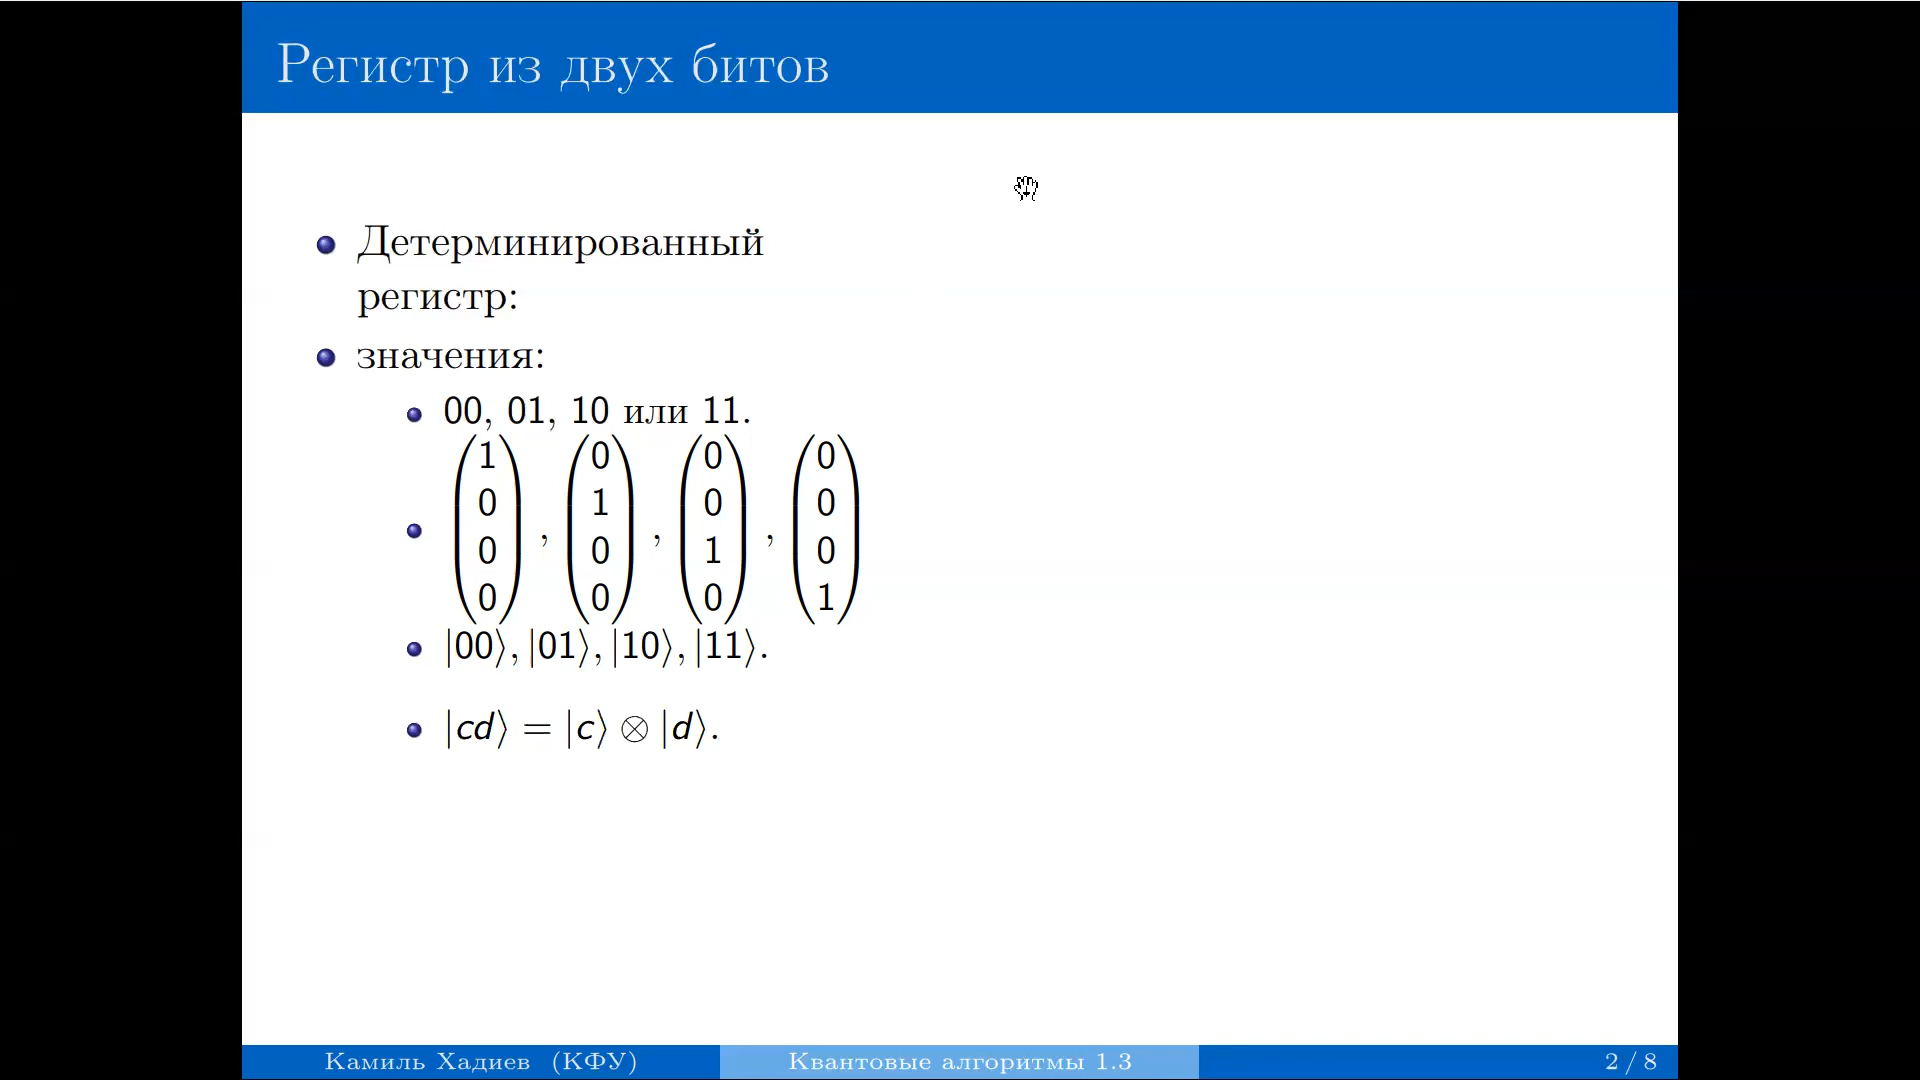 Регистр из двух битов
Детерминированный
регистр:
значения:
00, 01, 10 или 11.
(1 0 0 0), (0 1 0 0), (0 0 1 0), (0 0 0 1)
|00⟩, |01⟩, |10⟩, |11⟩.
|cd⟩ = |c⟩ ⊗ |d⟩.
Камиль Хадиев (КФУ) Квантовые алгоритмы 1.3 2 / 8